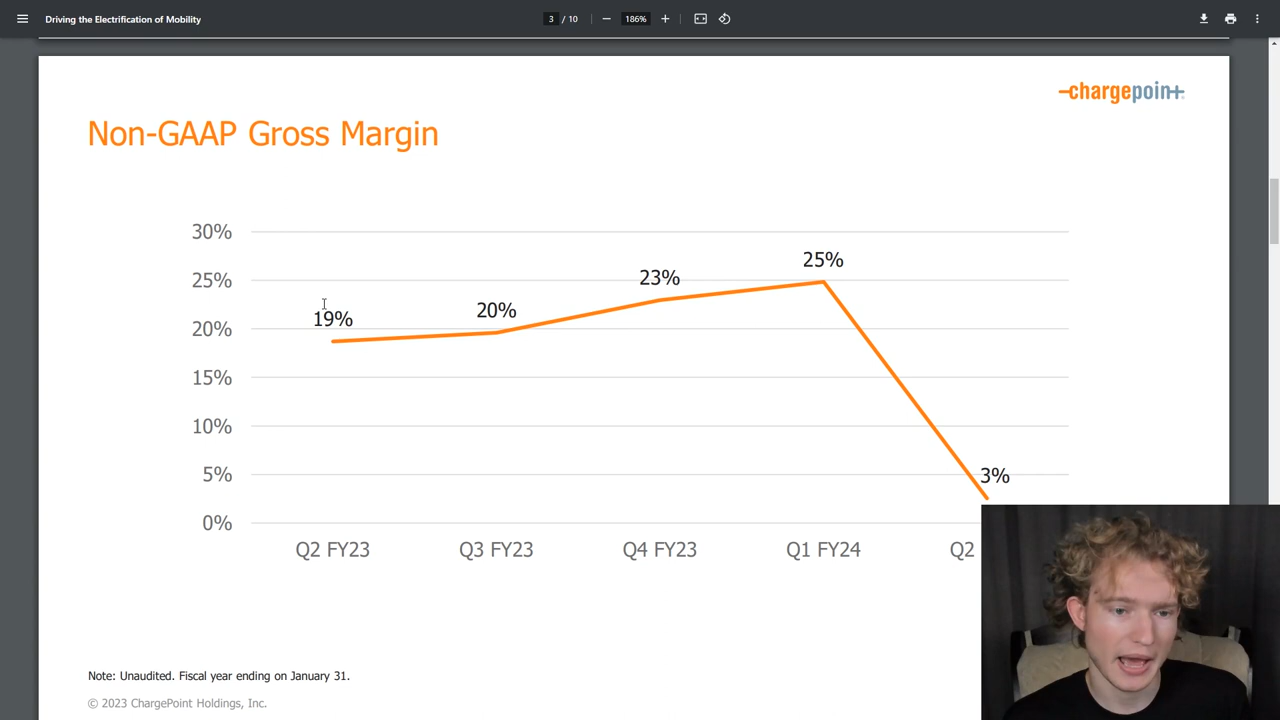 Driving the Electrification of Mobility
3 / 10
186%
-chargepoin+
Non-GAAP Gross Margin
30%
25%
20%
15%
10%
5%
0%
19%
20%
23%
25%
3%
Q2 FY23
Q3 FY23
Q4 FY23
Q1 FY24
Q2
Note: Unaudited. Fiscal year ending on January 31.
© 2023 ChargePoint Holdings, Inc.